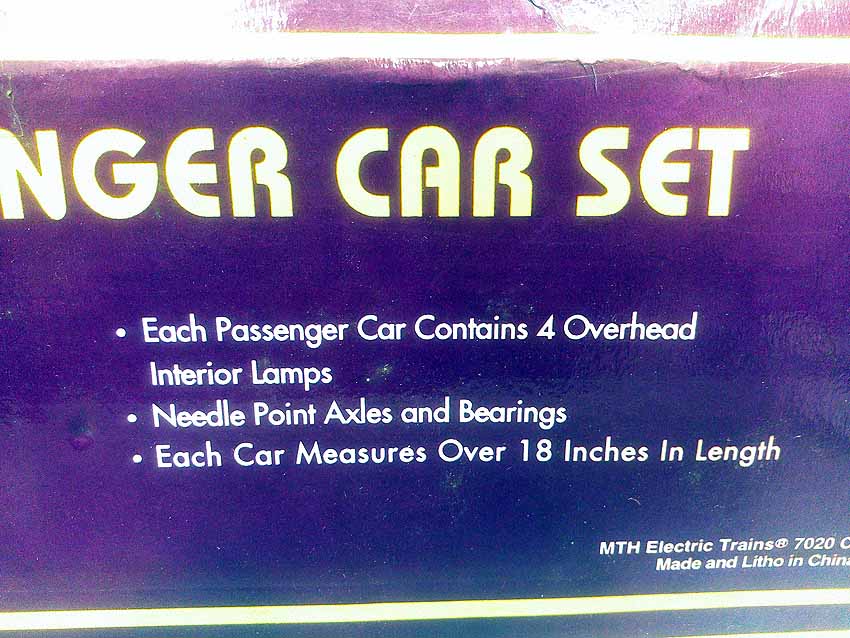 NGER CAR SET
• Each Passenger Car Contains 4 Overhead
Interior Lamps
• Needle Point Axles and Bearings
• Each Car Measures Over 18 Inches In Length
MTH Electric Trains® 7020 C
Made and Litho in China